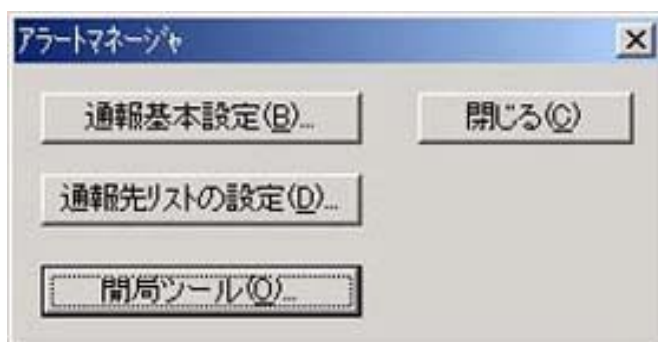 アラートマネージャ
通報基本設定(B)...
閉じる(C)
通報先リストの設定(D)...
開局ツール(O)...